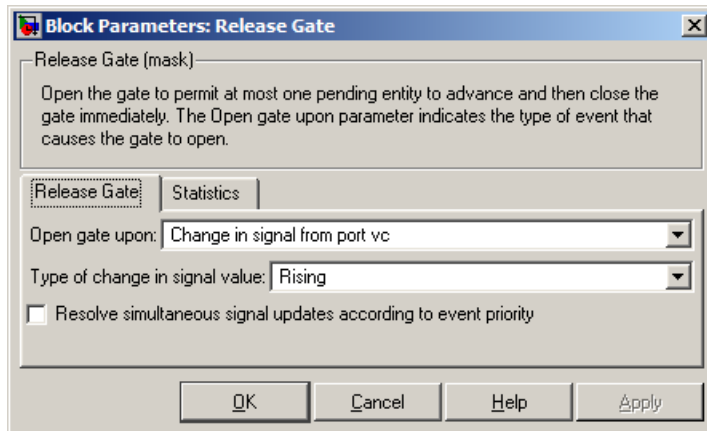 Block Parameters: Release Gate
Release Gate (mask)
Open the gate to permit at most one pending entity to advance and then close the
gate immediately. The Open gate upon parameter indicates the type of event that
causes the gate to open.
Release Gate Statistics
Open gate upon: Change in signal from port vc
Type of change in signal value: Rising
Resolve simultaneous signal updates according to event priority
OK Cancel Help Apply